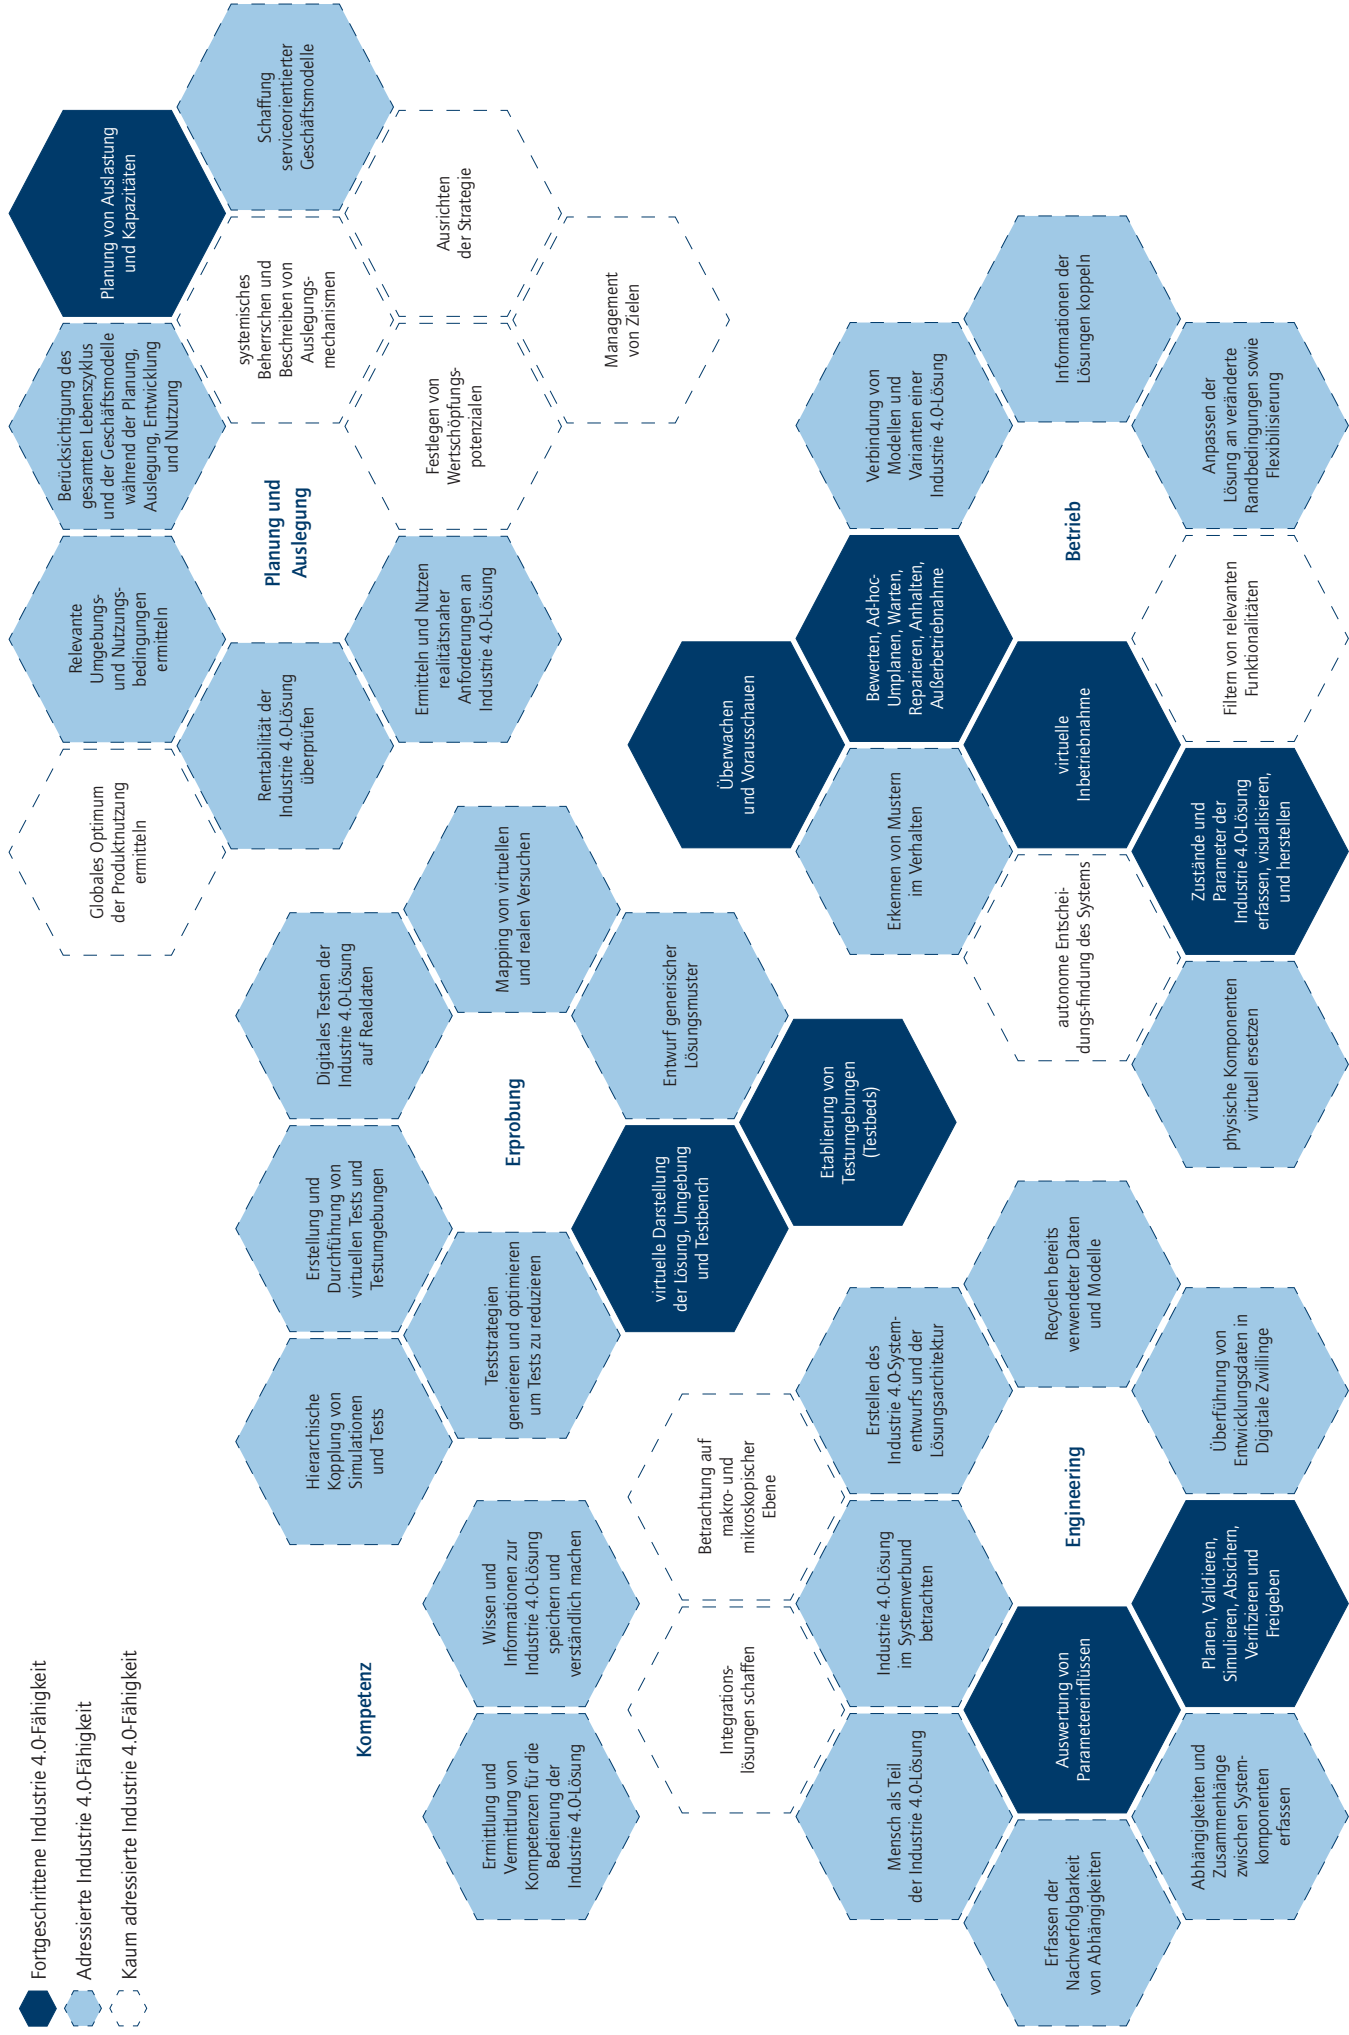 Fortgeschrittene Industrie 4.0-Fähigkeit
Adressierte Industrie 4.0-Fähigkeit
Kaum adressierte Industrie 4.0-Fähigkeit
Kompetenz
Ermittlung und
Vermittlung von
Kompetenzen für die
Bedienung der
Industrie 4.0-Lösung
Wissen und
Informationen zur
Industrie 4.0-Lösung
speichern und
verständlich machen
Hierarchische
Kopplung von
Simulationen
und Tests
Erstellung und
Durchführung von
virtuellen Tests und
Testumgebungen
Digitales Testen der
Industrie 4.0-Lösung
auf Realdaten
Teststrategien
generieren und optimieren
um Tests zu reduzieren
Erprobung
Mapping von virtuellen
und realen Versuchen
virtuelle Darstellung
der Lösung, Umgebung
und Testbench
Entwurf generischer
Lösungsmuster
Etablierung von
Testumgebungen
(Testbeds)
Globales Optimum
der Produktnutzung
ermitteln
Relevante
Umgebungs-
und Nutzungs-
bedingungen
ermitteln
Berücksichtigung des
gesamten Lebenszyklus
und der Geschäftsmodelle
während der Planung,
Auslegung, Entwicklung
und Nutzung
Planung von Auslastung
und Kapazitäten
Rentabilität der
Industrie 4.0-Lösung
überprüfen
Planung und
Auslegung
systemisches
Beherrschen und
Beschreiben von
Auslegungs-
mechanismen
Schaffung
serviceorientierter
Geschäftsmodelle
Ermitteln und Nutzen
realitätsnaher
Anforderungen an
Industrie 4.0-Lösung
Festlegen von
Wertschöpfungs-
potenzialen
Ausrichten
der Strategie
Management
von Zielen
Integrations-
lösungen schaffen
Betrachtung auf
makro- und
mikroskopischer
Ebene
Mensch als Teil
der Industrie 4.0-Lösung
Industrie 4.0-Lösung
im Systemverbund
betrachten
Erstellen des
Industrie 4.0-System-
entwurfs und der
Lösungsarchitektur
Erfassen der
Nachverfolgbarkeit
von Abhängigkeiten
Auswertung von
Parametereinflüssen
Engineering
Recyclen bereits
verwendeter Daten
und Modelle
Abhängigkeiten und
Zusammenhänge
zwischen System-
komponenten
erfassen
Planen, Validieren,
Simulieren, Absichern,
Verifizieren und
Freigeben
Überführung von
Entwicklungsdaten in
Digitale Zwillinge
Überwachen
und Vorausschauen
Erkennen von Mustern
im Verhalten
Bewerten, Ad-hoc-
Umplanen, Warten,
Reparieren, Anhalten,
Außerbetriebnahme
Verbindung von
Modellen und
Varianten einer
Industrie 4.0-Lösung
autonome Entschei-
dungs-findung des Systems
virtuelle
Inbetriebnahme
Betrieb
Informationen der
Lösungen koppeln
physische Komponenten
virtuell ersetzen
Zustände und
Parameter der
Industrie 4.0-Lösung
erfassen, visualisieren,
und herstellen
Filtern von relevanten
Funktionalitäten
Anpassen der
Lösung an veränderte
Randbedingungen sowie
Flexibilisierung